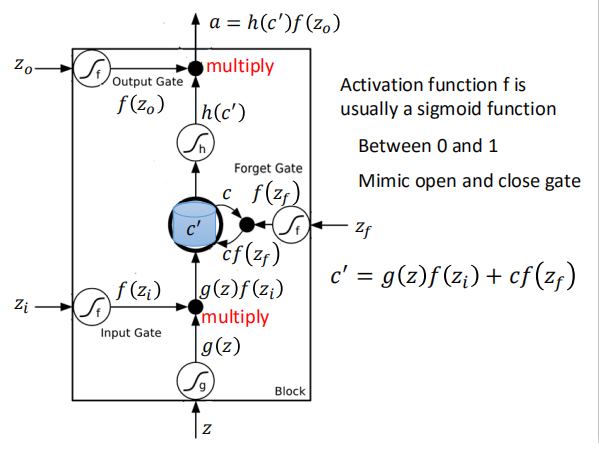 a = h(c′)f(z_o)
z_o
f
multiply
Output Gate
f(z_o)
h(c′)
h
Activation function f is
usually a sigmoid function
Between 0 and 1
Mimic open and close gate
Forget Gate
c
f(z_f)
c′
f
z_f
cf(z_f)
c′ = g(z)f(z_i) + cf(z_f)
z_i
f
f(z_i)
g(z)f(z_i)
multiply
Input Gate
g(z)
g
Block
z